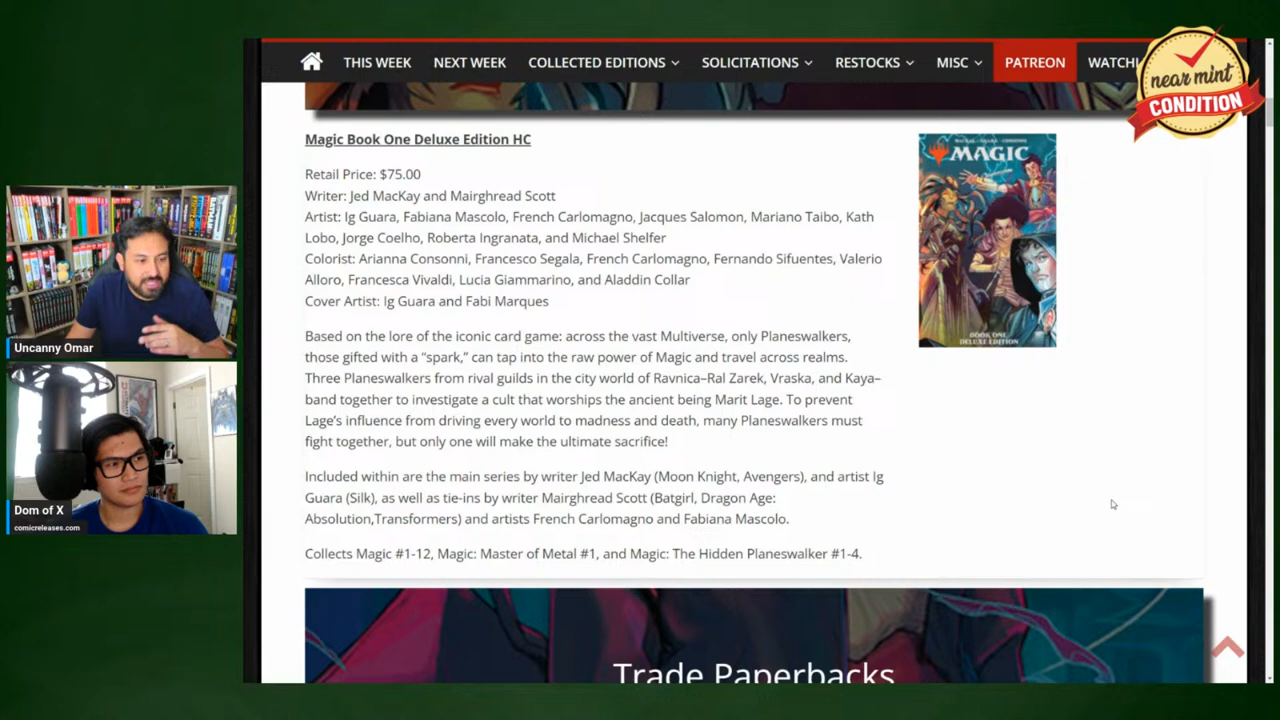 THIS WEEK NEXT WEEK COLLECTED EDITIONS SOLICITATIONS RESTOCKS MISC PATREON WATCHL
near mint
CONDITION
Magic Book One Deluxe Edition HC
Retail Price: $75.00
Writer: Jed MacKay and Mairghread Scott
Artist: Ig Guara, Fabiana Mascolo, French Carlomagno, Jacques Salomon, Mariano Taibo, Kath
Lobo, Jorge Coelho, Roberta Ingranata, and Michael Shelfer
Colorist: Arianna Consonni, Francesco Segala, French Carlomagno, Fernando Sifuentes, Valerio
Alloro, Francesca Vivaldi, Lucia Giammarino, and Aladdin Collar
Cover Artist: Ig Guara and Fabi Marques
Based on the lore of the iconic card game: across the vast Multiverse, only Planeswalkers,
those gifted with a “spark,” can tap into the raw power of Magic and travel across realms.
Three Planeswalkers from rival guilds in the city world of Ravnica–Ral Zarek, Vraska, and Kaya–
band together to investigate a cult that worships the ancient being Marit Lage. To prevent
Lage’s influence from driving every world to madness and death, many Planeswalkers must
fight together, but only one will make the ultimate sacrifice!
Included within are the main series by writer Jed MacKay (Moon Knight, Avengers), and artist Ig
Guara (Silk), as well as tie-ins by writer Mairghread Scott (Batgirl, Dragon Age:
Absolution,Transformers) and artists French Carlomagno and Fabiana Mascolo.
Collects Magic #1-12, Magic: Master of Metal #1, and Magic: The Hidden Planeswalker #1-4.
MACKAY GUARA CONSONNI
MAGIC
BOOK ONE
DELUXE EDITION
Trade Paperbacks
Uncanny Omar
Dom of X
comicreleases.com